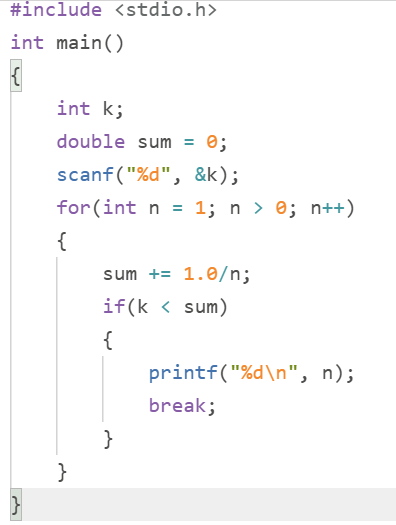 #include <stdio.h>
int main()
{
    int k;
    double sum = 0;
    scanf("%d", &k);
    for(int n = 1; n > 0; n++)
    {
        sum += 1.0/n;
        if(k < sum)
        {
            printf("%d\n", n);
            break;
        }
    }
}